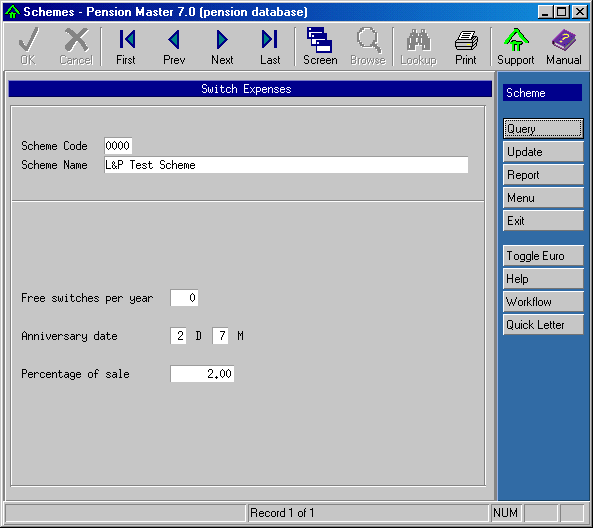 Schemes - Pension Master 7.0 (pension database)
OK Cancel First Prev Next Last Screen Browse Lookup Print Support Manual
Switch Expenses
Scheme Code 0000
Scheme Name L&P Test Scheme
Free switches per year 0
Anniversary date 2 D 7 M
Percentage of sale 2.00
Scheme
Query
Update
Report
Menu
Exit
Toggle Euro
Help
Workflow
Quick Letter
Record 1 of 1 NUM